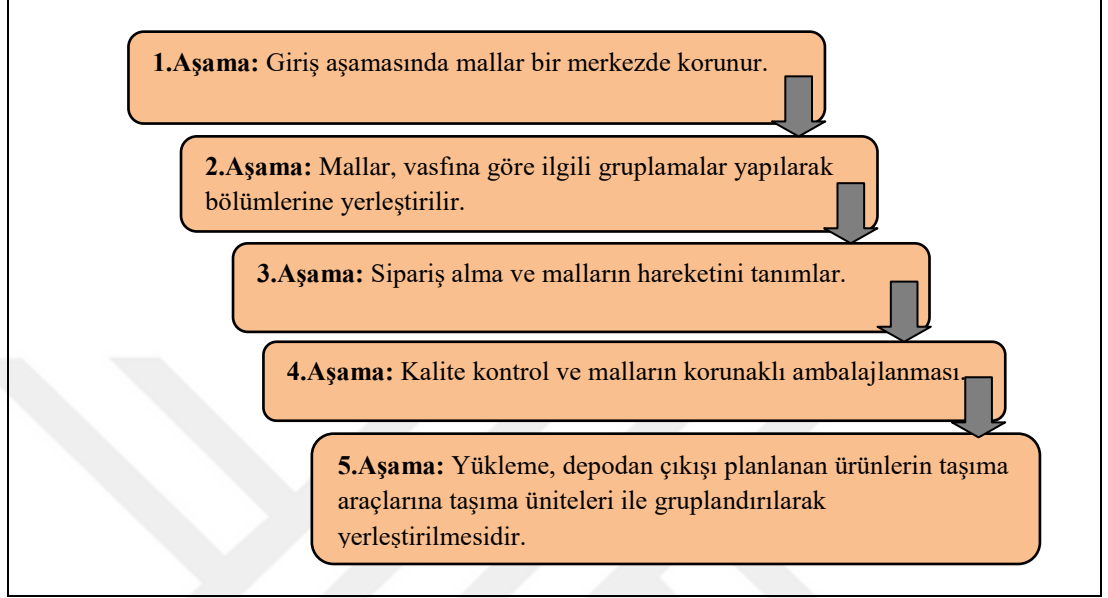 1.Aşama: Giriş aşamasında mallar bir merkezde korunur.
2.Aşama: Mallar, vasfına göre ilgili gruplamalar yapılarak
bölümlerine yerleştirilir.
3.Aşama: Sipariş alma ve malların hareketini tanımlar.
4.Aşama: Kalite kontrol ve malların korunaklı ambalajlanması.
5.Aşama: Yükleme, depodan çıkışı planlanan ürünlerin taşıma
araçlarına taşıma üniteleri ile gruplandırılarak
yerleştirilmesidir.